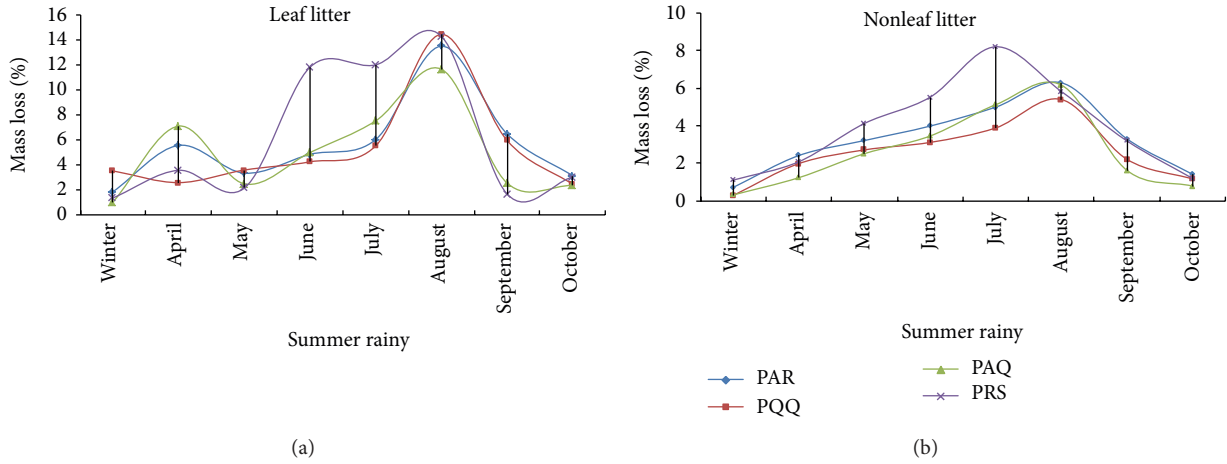 Leaf litter
Mass loss (%)
16
14
12
10
8
6
4
2
0
Winter
April
May
June
July
August
September
October
Summer rainy
(a)
Nonleaf litter
Mass loss (%)
10
8
6
4
2
0
Winter
April
May
June
July
August
September
October
Summer rainy
PAR
PQQ
PAQ
PRS
(b)